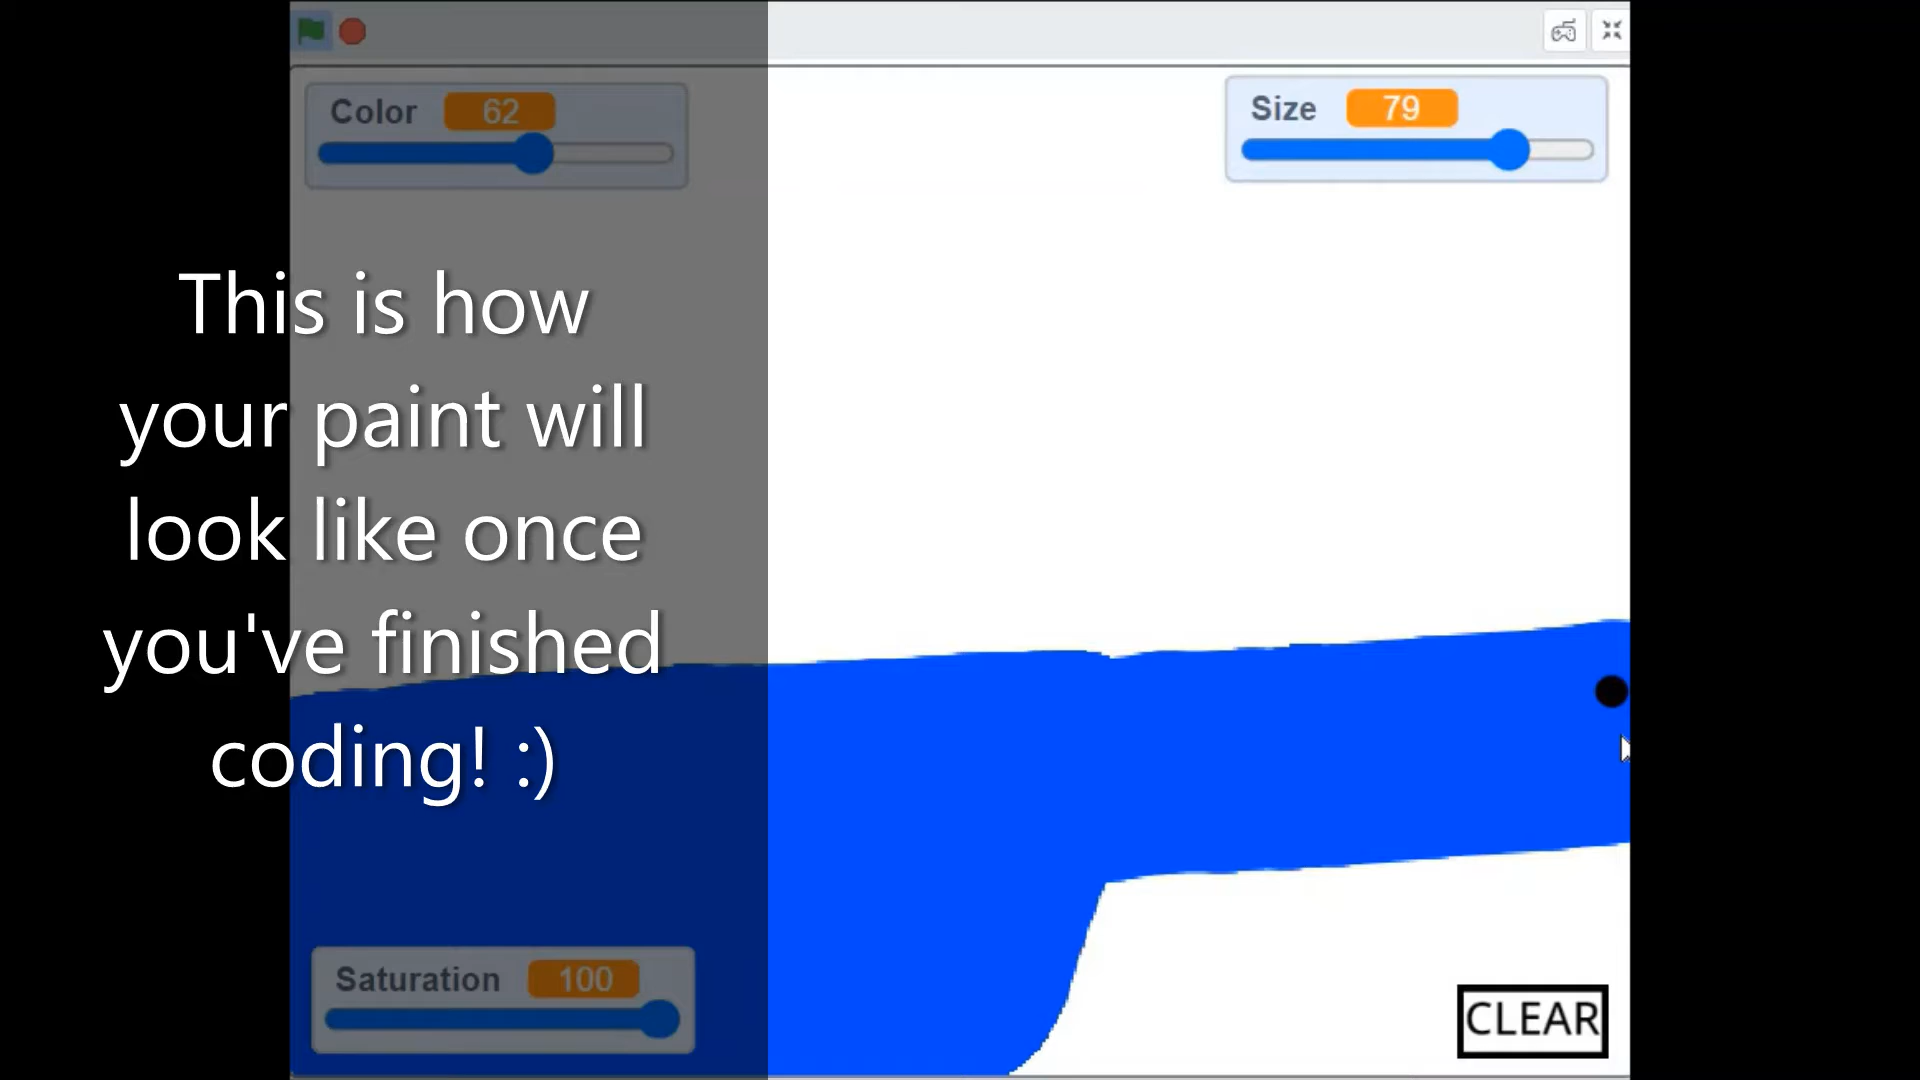 Color 62
Size 79
This is how
your paint will
look like once
you've finished
coding! :)
Saturation 100
CLEAR